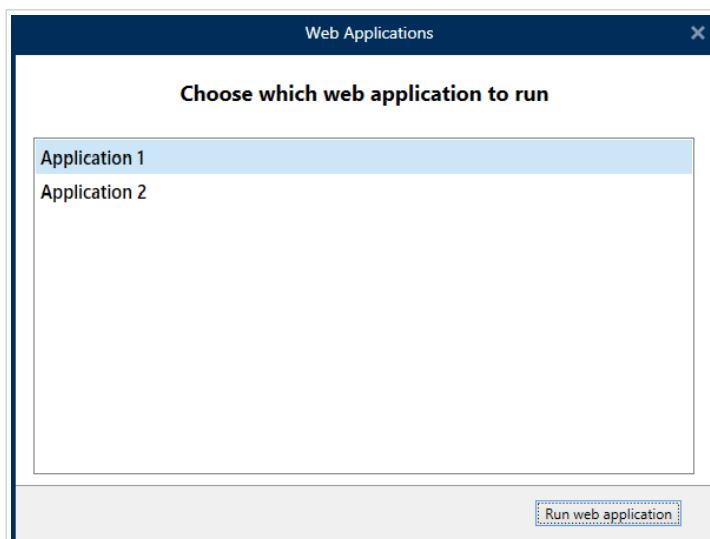 Web Applications
Choose which web application to run
Application 1
Application 2
Run web application